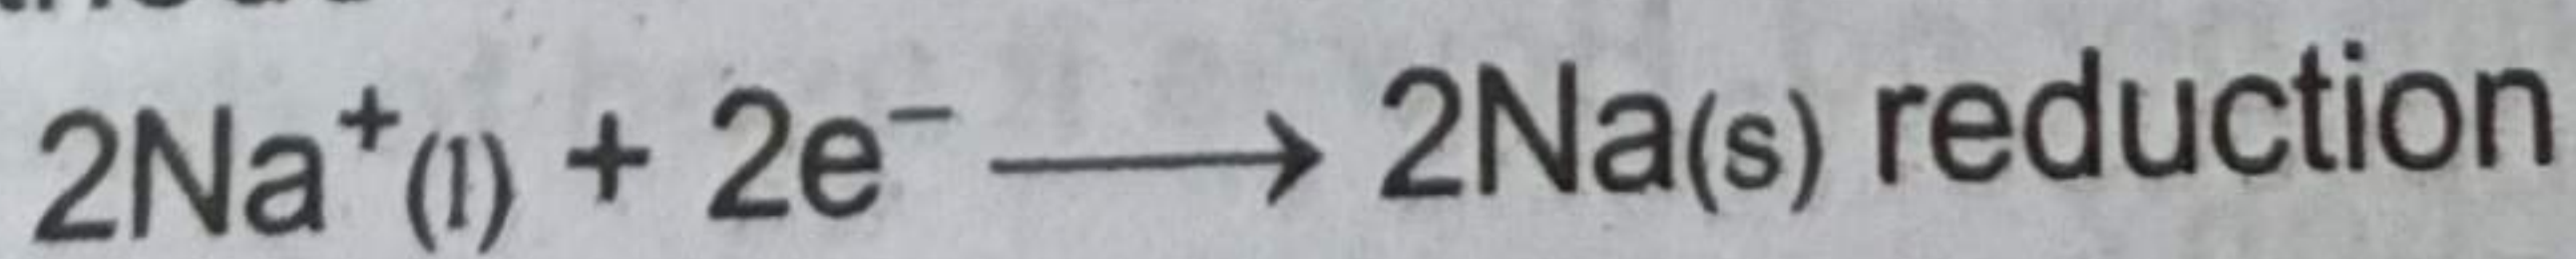 2Na⁺(l) + 2e⁻ ⟶ 2Na(s) reduction